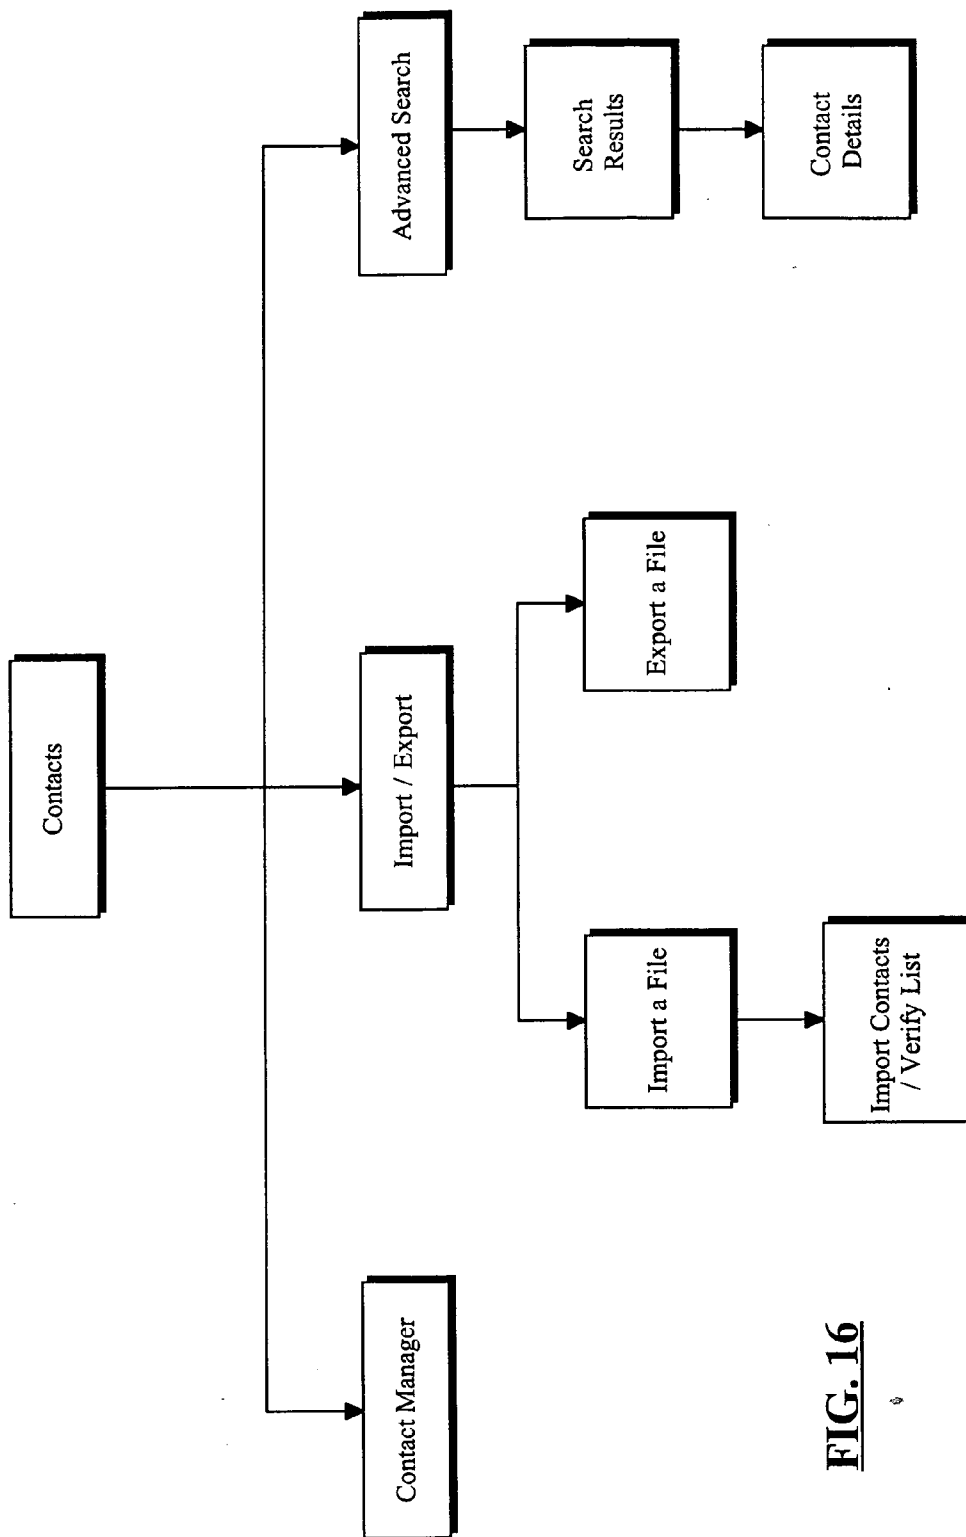 Contacts
Contact Manager
Import / Export
Advanced Search
Import a File
Export a File
Search
Results
Import Contacts
/ Verify List
Contact
Details
FIG. 16